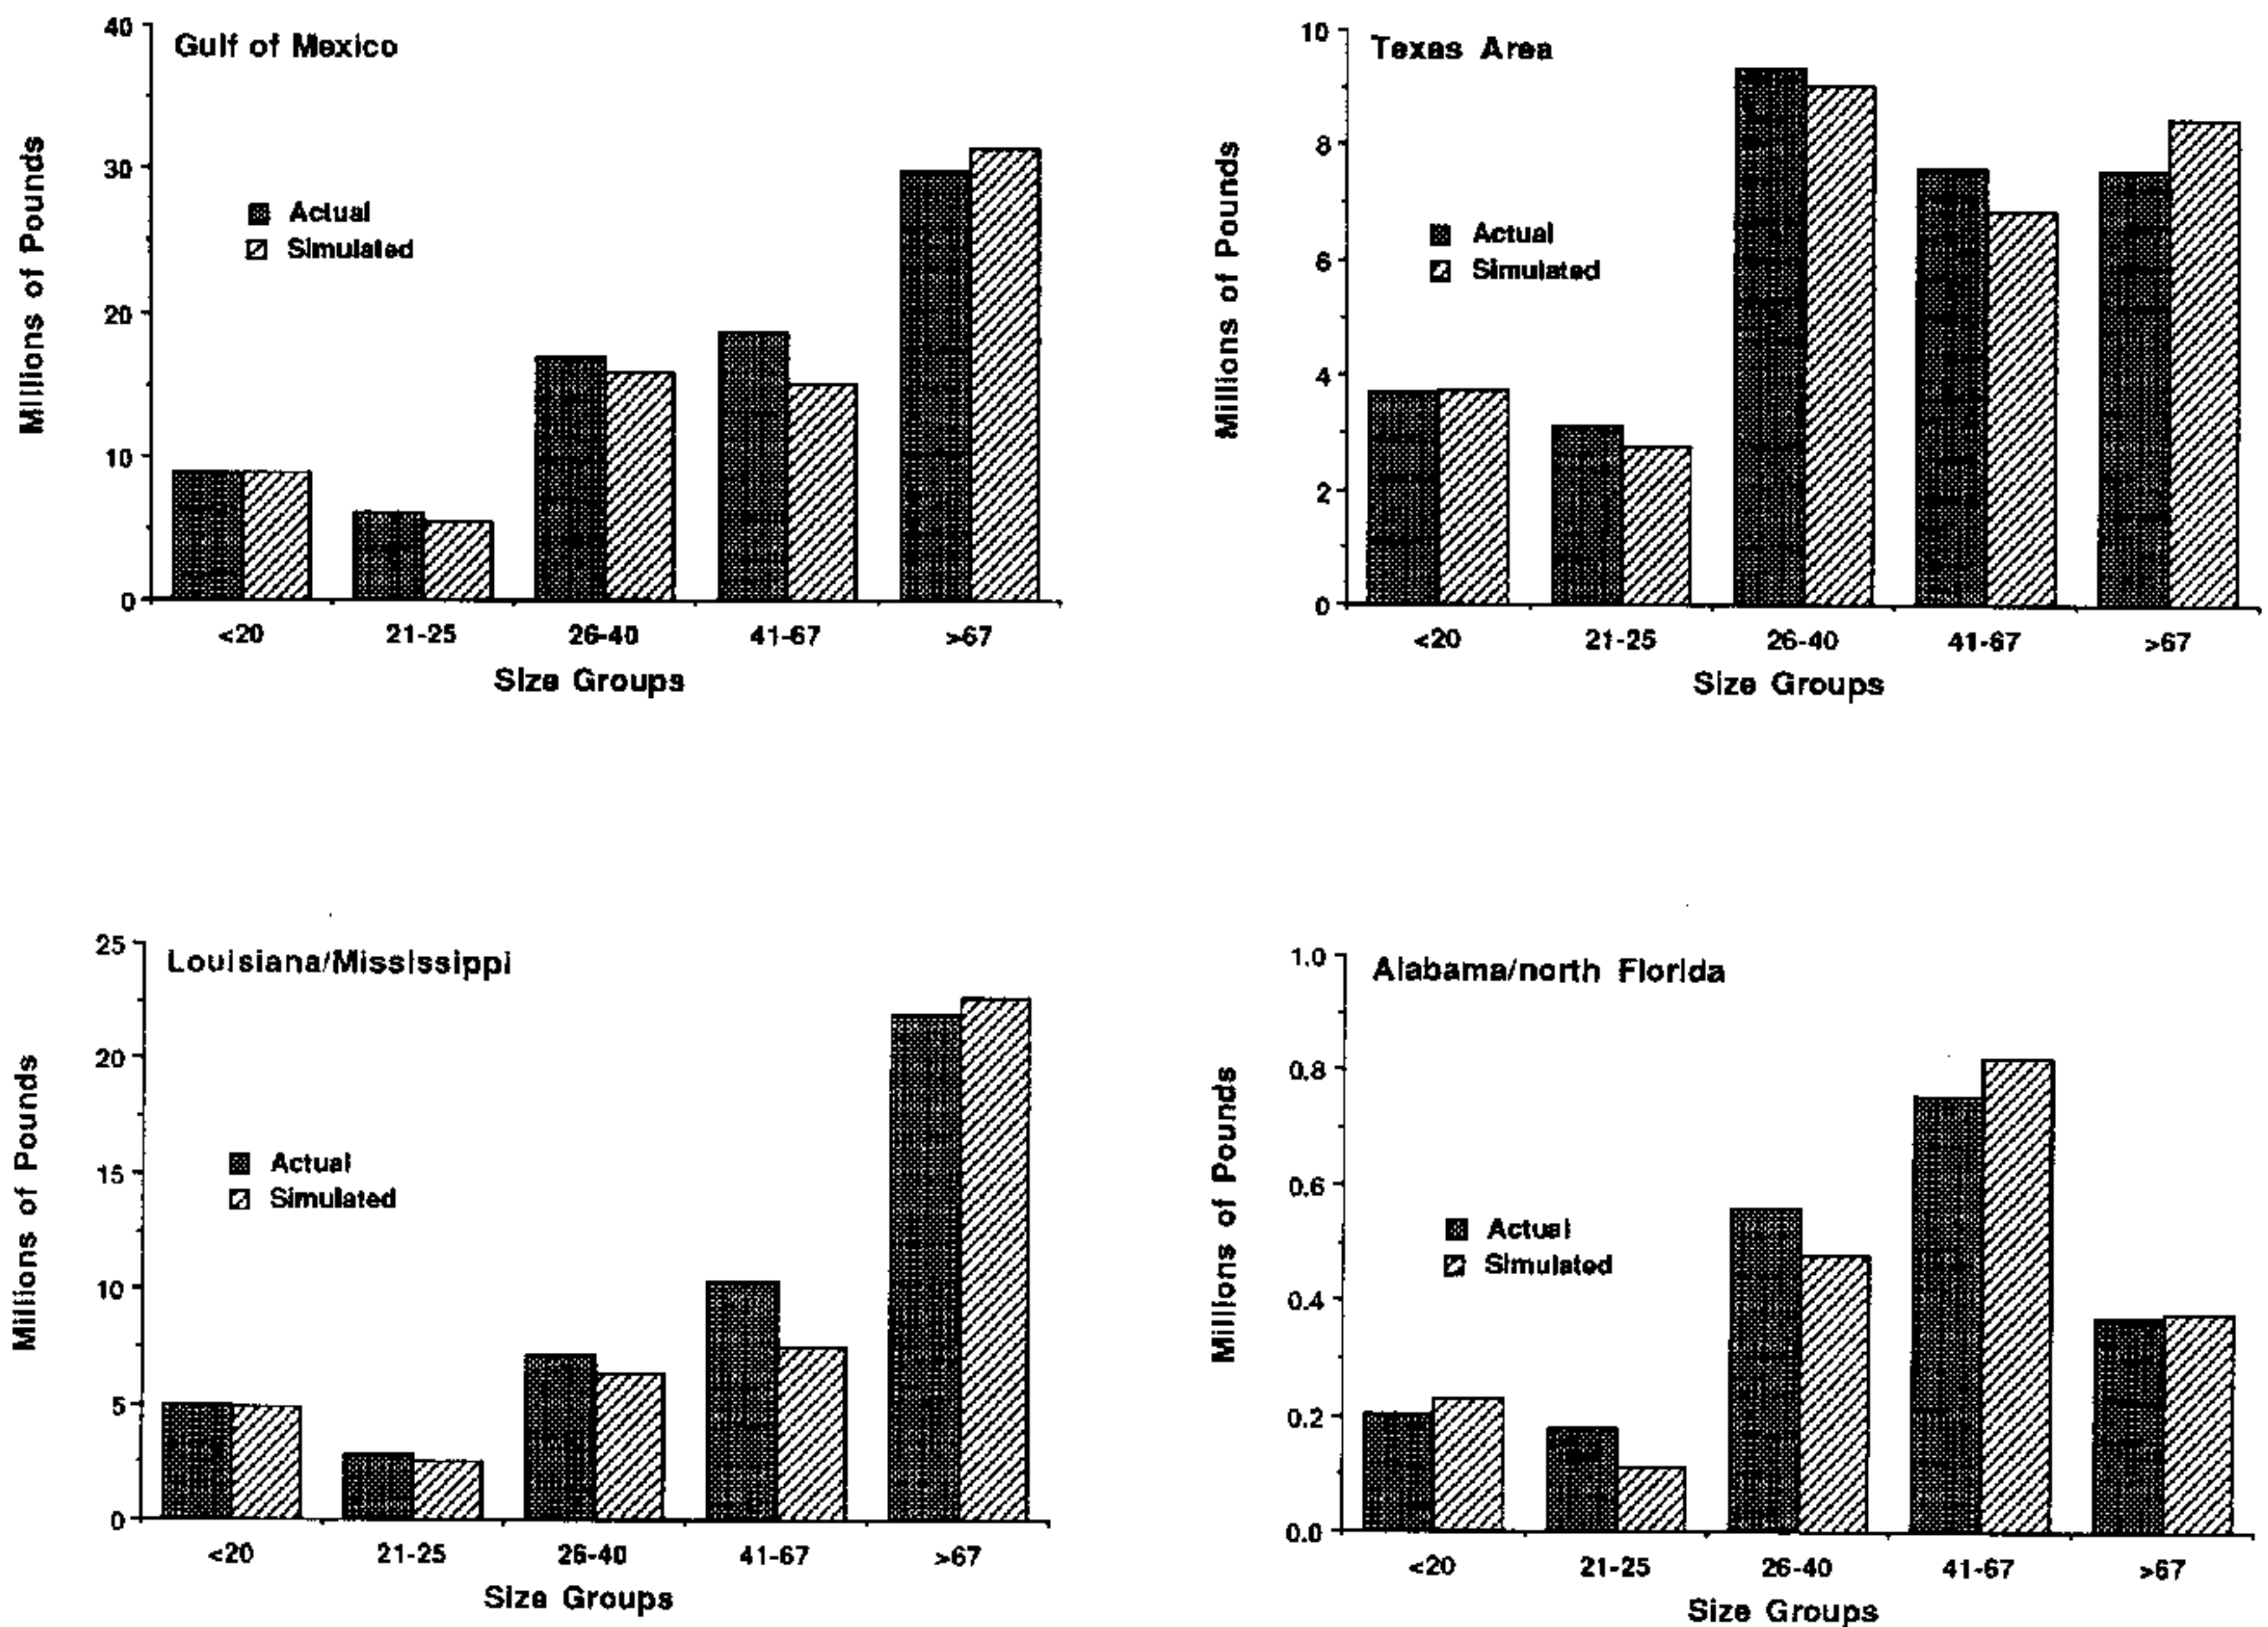 Gulf of Mexico
Millions of Pounds
40
30
20
10
0
Actual
Simulated
<20 21-25 26-40 41-67 >67
Size Groups
Texas Area
Millions of Pounds
10
8
6
4
2
0
Actual
Simulated
<20 21-25 26-40 41-67 >67
Size Groups
Louisiana/Mississippi
Millions of Pounds
25
20
15
10
5
0
Actual
Simulated
<20 21-25 26-40 41-67 >67
Size Groups
Alabama/north Florida
Millions of Pounds
1.0
0.8
0.6
0.4
0.2
0.0
Actual
Simulated
<20 21-25 26-40 41-67 >67
Size Groups